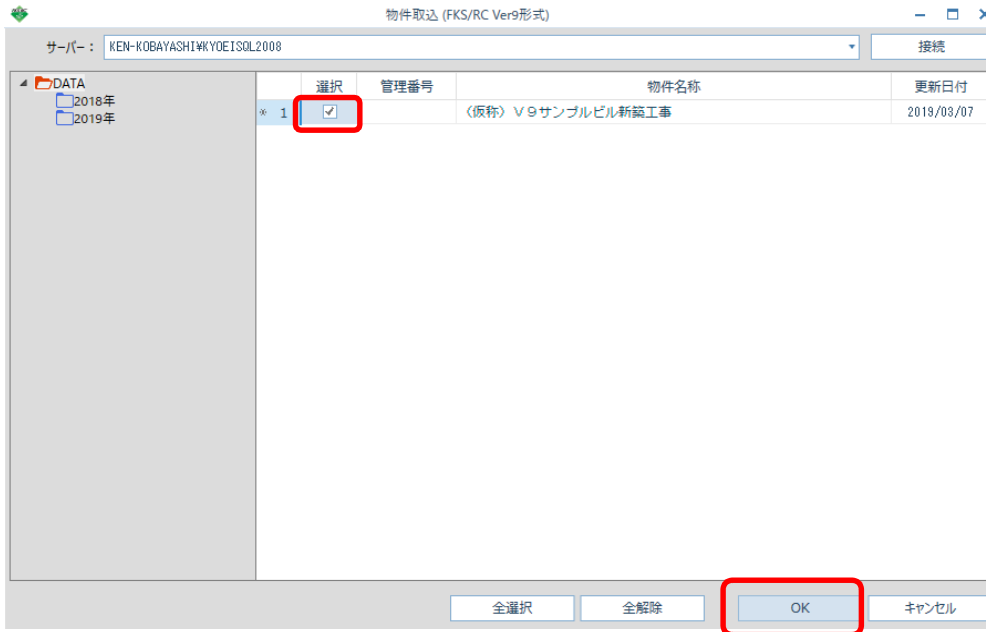 物件取込 (FKS/RC Ver9形式)
サーバー： KEN-KOBAYASHI¥KYOEISQL2008 接続
DATA
2018年
2019年
選択 管理番号 物件名称 更新日付
* 1 〈仮称〉Ｖ９サンプルビル新築工事 2019/03/07
全選択 全解除 OK キャンセル